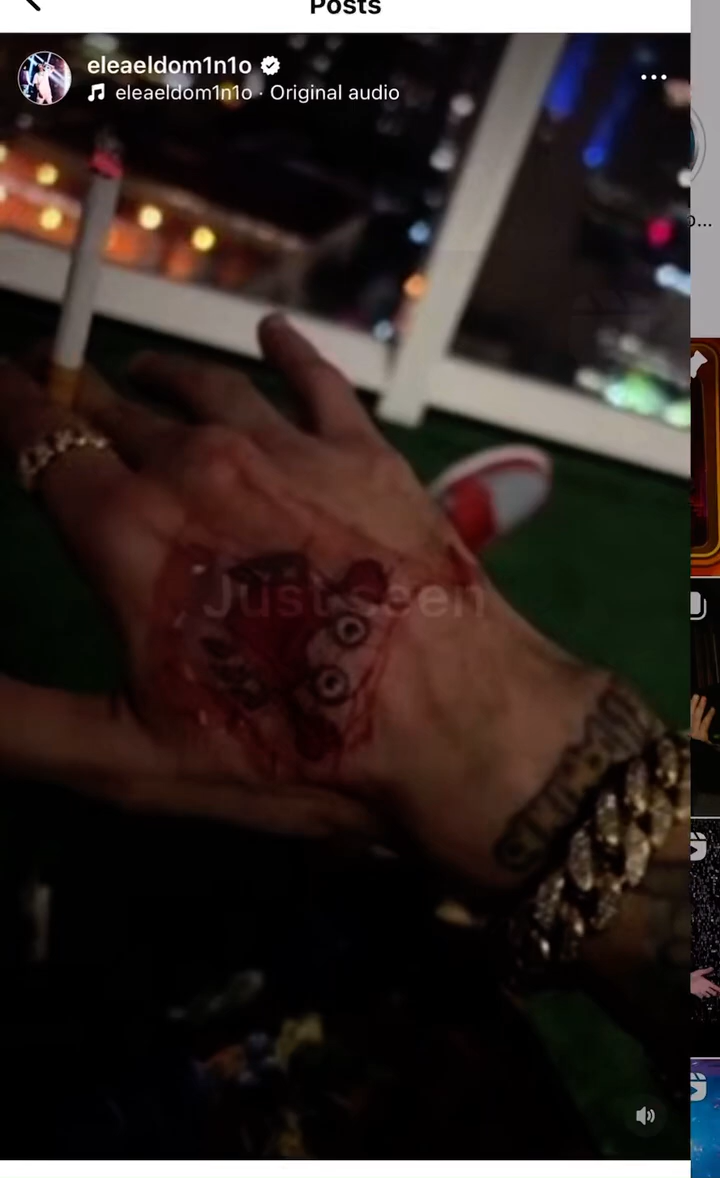 Posts
eleaeldom1n1o
eleaeldom1n1o · Original audio
o...
Just seen